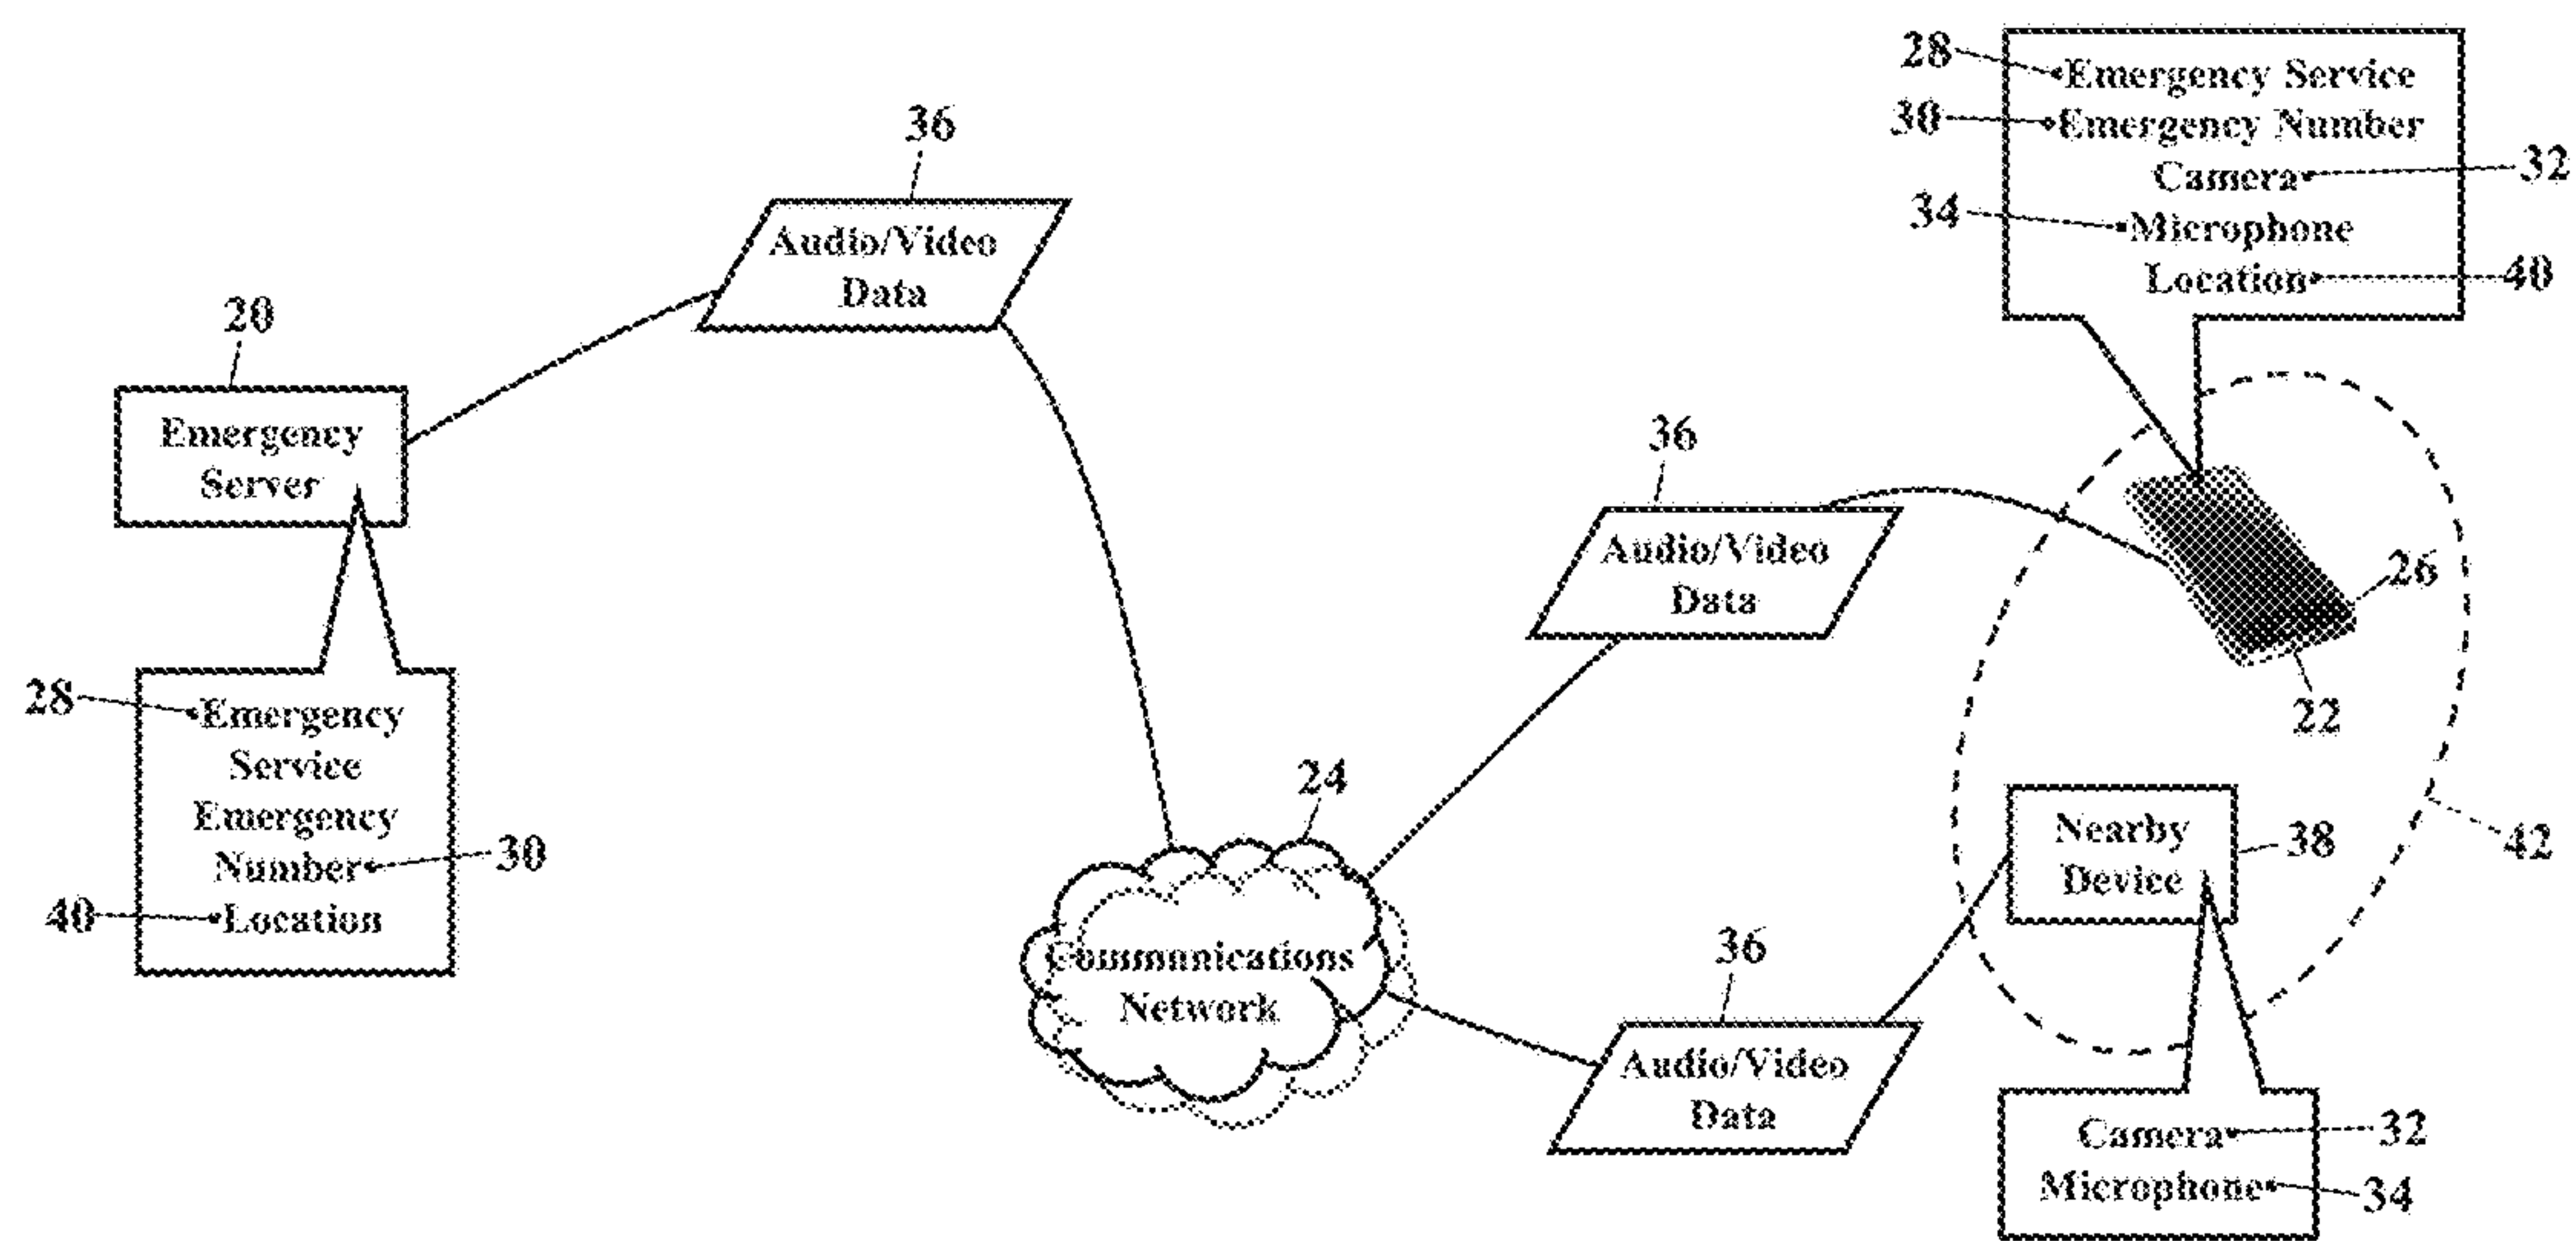 28
•Emergency Service
30
•Emergency Number
Camera•
32
34
•Microphone
Location•
40
36
Audio/Video
Data
20
Emergency
Server
28
•Emergency
Service
Emergency
Number•
30
40
•Location
36
Audio/Video
Data
26
22
24
Communications
Network
Nearby
Device
38
42
36
Audio/Video
Data
Camera•
32
Microphone•
34